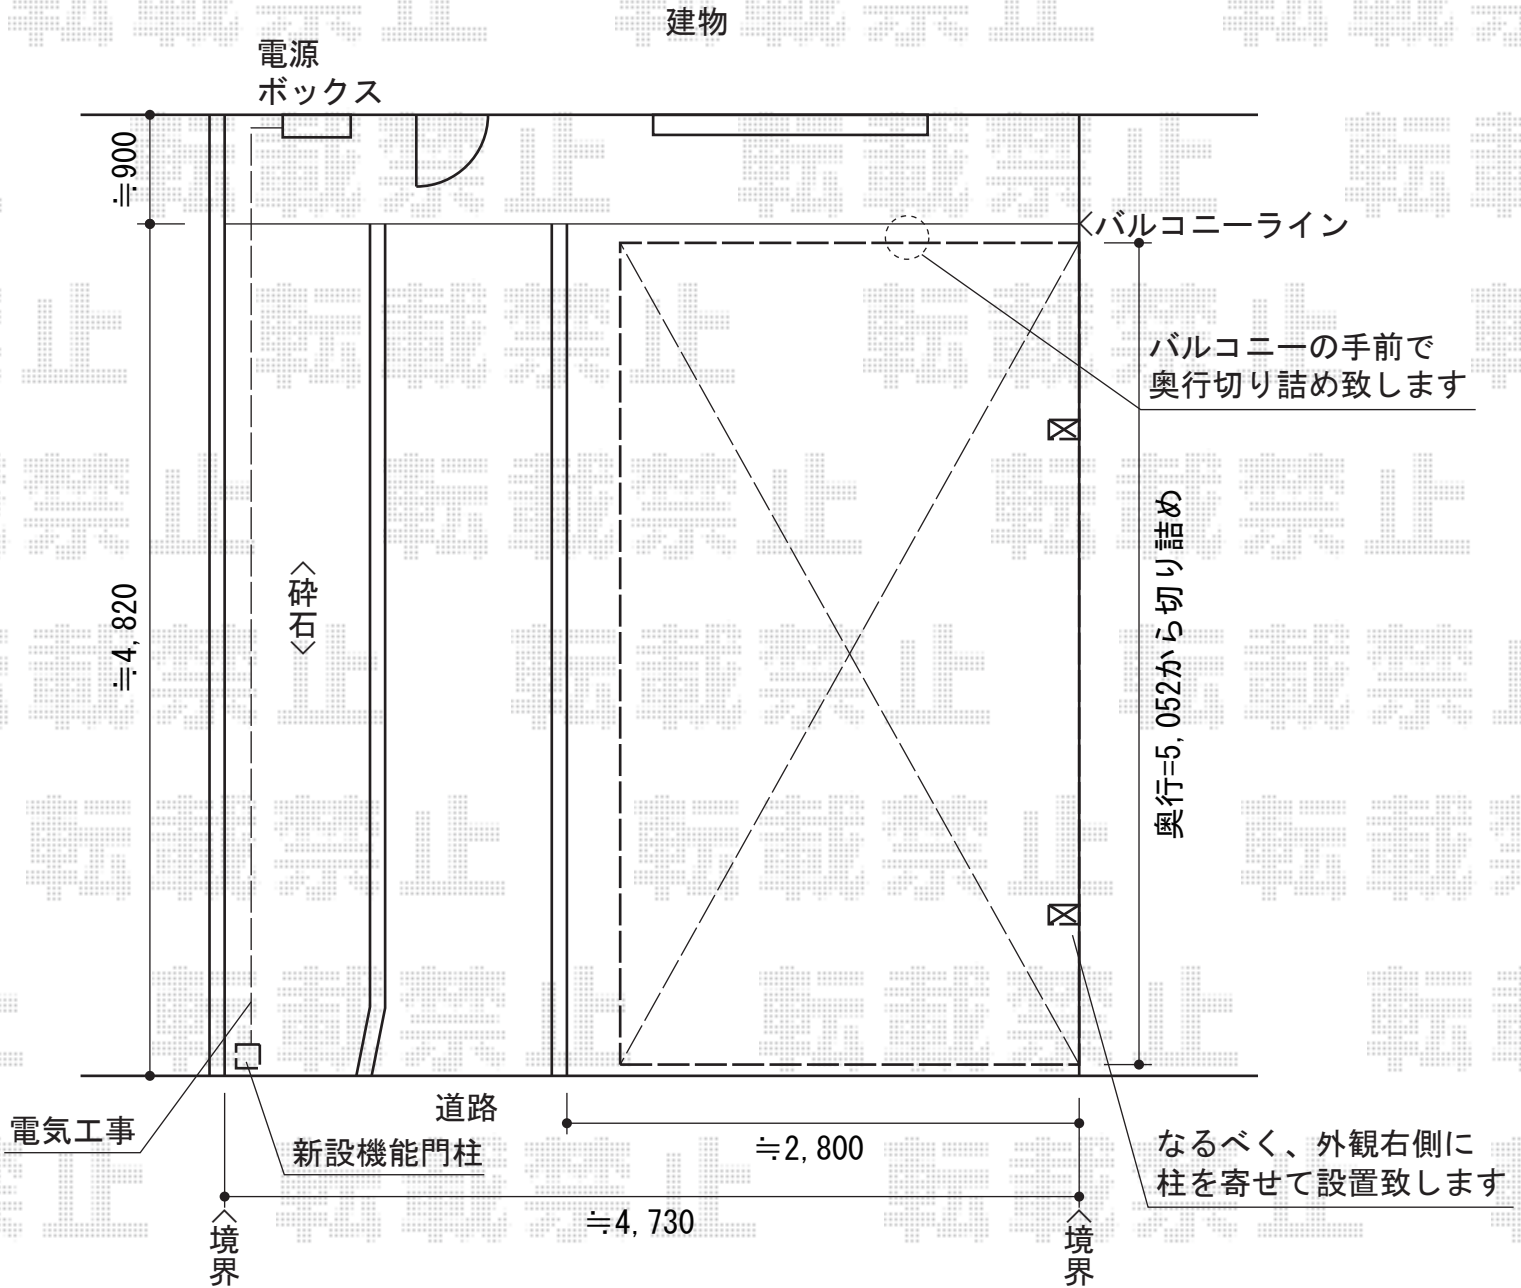 建物
電源
ボックス
≒900
バルコニーライン
バルコニーの手前で
奥行切り詰め致します
≒4,820
〈砕石〉
奥行=5,052から切り詰め
道路
電気工事
新設機能門柱
≒2,800
なるべく、外観右側に
柱を寄せて設置致します
≒4,730
〈境界
〈境界
転載禁止